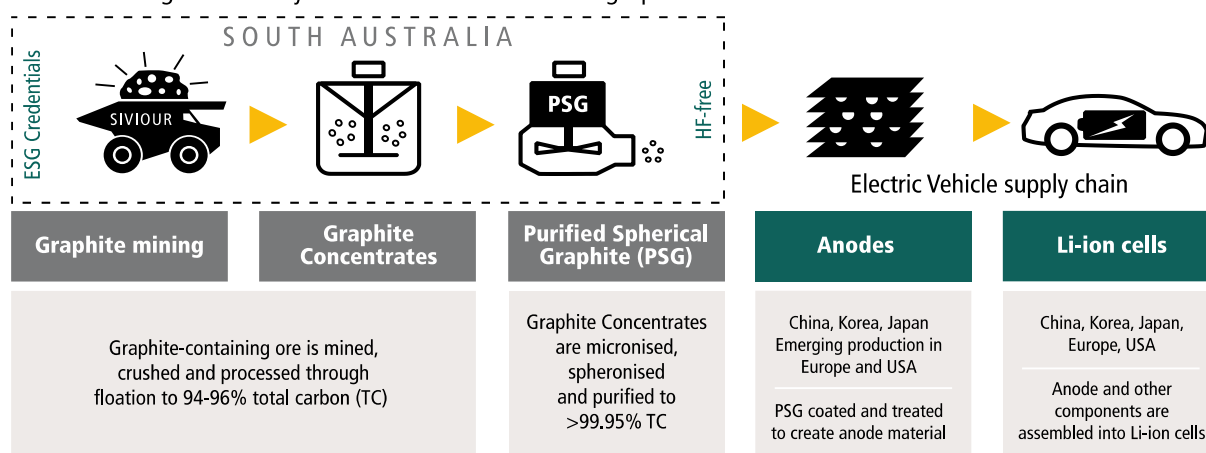 SOUTH AUSTRALIA
ESG Credentials
SIVIOUR
PSG
HF-free
Electric Vehicle supply chain
Graphite mining
Graphite
Concentrates
Purified Spherical
Graphite (PSG)
Anodes
Li-ion cells
Graphite-containing ore is mined,
crushed and processed through
floation to 94-96% total carbon (TC)
Graphite Concentrates
are micronised,
spheronised
and purified to
>99.95% TC
China, Korea, Japan
Emerging production in
Europe and USA
PSG coated and treated
to create anode material
China, Korea, Japan,
Europe, USA
Anode and other
components are
assembled into Li-ion cells